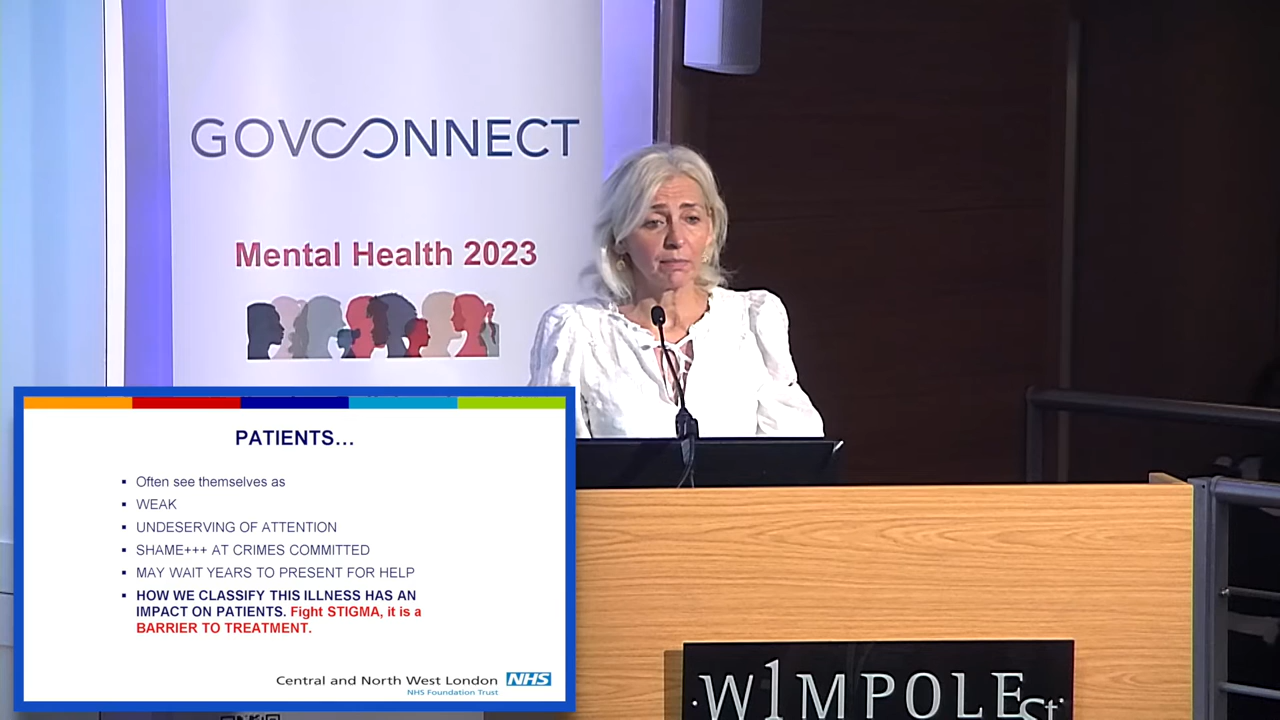 GOVCONNECT
Mental Health 2023
PATIENTS...
▪ Often see themselves as
▪ WEAK
▪ UNDESERVING OF ATTENTION
▪ SHAME+++ AT CRIMES COMMITTED
▪ MAY WAIT YEARS TO PRESENT FOR HELP
▪ HOW WE CLASSIFY THIS ILLNESS HAS AN
IMPACT ON PATIENTS. Fight STIGMA, it is a
BARRIER TO TREATMENT.
Central and North West London NHS
NHS Foundation Trust
·W1MPOLE St·